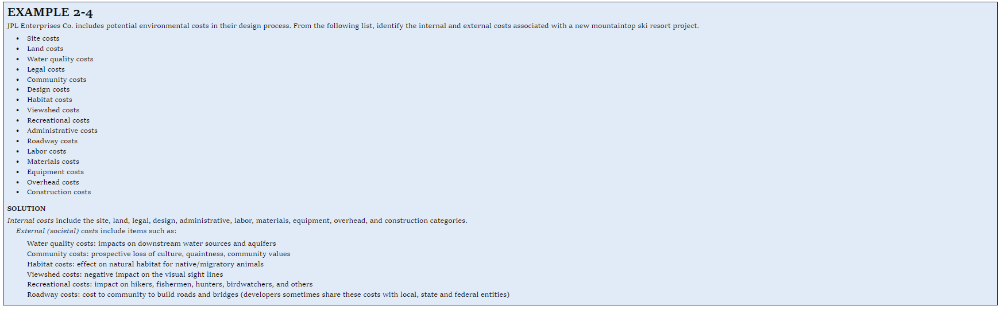 EXAMPLE 2-4
JPL Enterprises Co. includes potential environmental costs in their design process. From the following list, identify the internal and external costs associated with a new mountaintop ski resort project.
• Site costs
• Land costs
• Water quality costs
• Legal costs
• Community costs
• Design costs
• Habitat costs
• Viewshed costs
• Recreational costs
• Administrative costs
• Roadway costs
• Labor costs
• Materials costs
• Equipment costs
• Overhead costs
• Construction costs
SOLUTION
Internal costs include the site, land, legal, design, administrative, labor, materials, equipment, overhead, and construction categories.
External (societal) costs include items such as:
Water quality costs: impacts on downstream water sources and aquifers
Community costs: prospective loss of culture, quaintness, community values
Habitat costs: effect on natural habitat for native/migratory animals
Viewshed costs: negative impact on the visual sight lines
Recreational costs: impact on hikers, fishermen, hunters, birdwatchers, and others
Roadway costs: cost to community to build roads and bridges (developers sometimes share these costs with local, state and federal entities)